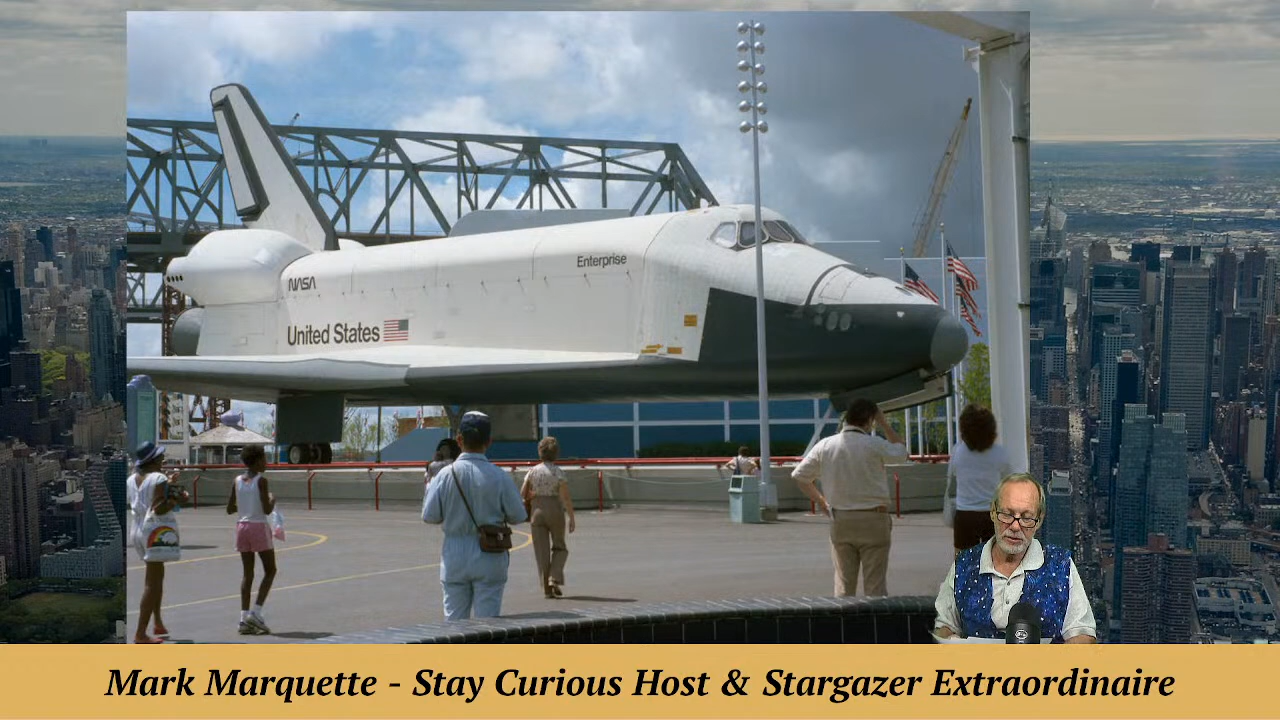 Enterprise
NASA
United States
Mark Marquette - Stay Curious Host & Stargazer Extraordinaire